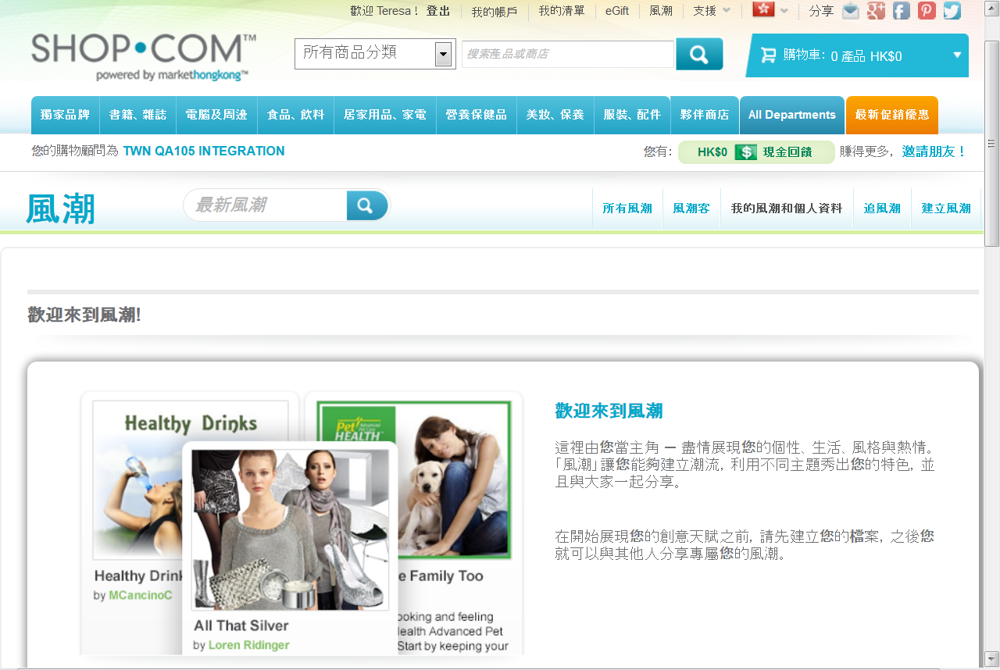 歡迎 Teresa！ 登出 我的帳戶 我的清單 eGift 風潮 支援 分享
SHOP•COM™
powered by markethongkong™
所有商品分類
搜索產品或商店
購物車: 0 產品 HK$0
獨家品牌 書籍、雜誌 電腦及周邊 食品、飲料 居家用品、家電 營養保健品 美妝、保養 服裝、配件 夥伴商店 All Departments 最新促銷優惠
您的購物顧問為 TWN QA105 INTEGRATION
您有: HK$0 $ 現金回饋 賺得更多, 邀請朋友！
風潮
最新風潮
所有風潮 風潮客 我的風潮和個人資料 追風潮 建立風潮
歡迎來到風潮!
Healthy Drinks
Healthy Drink
by MCancinoC
Pet HEALTH™
Advanced
Pet Care
e Family Too
ooking and feeling
lealth Advanced Pet
Start by keeping your
All That Silver
by Loren Ridinger
歡迎來到風潮
這裡由您當主角 — 盡情展現您的個性、生活、風格與熱情。
「風潮」讓您能夠建立潮流, 利用不同主題秀出您的特色, 並
且與大家一起分享。
在開始展現您的創意天賦之前, 請先建立您的檔案, 之後您
就可以與其他人分享專屬您的風潮。